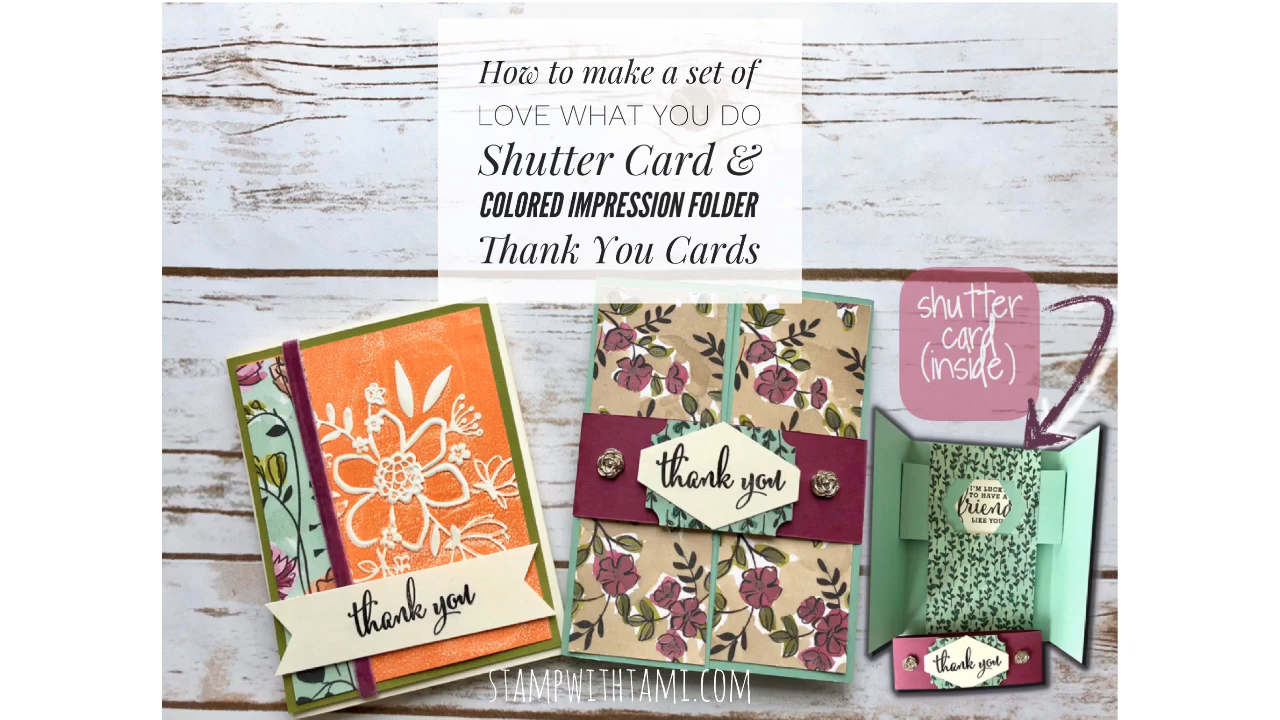 How to make a set of
LOVE WHAT YOU DO
Shutter Card &
COLORED IMPRESSION FOLDER
Thank You Cards
shutter
card
(inside)
thank you
thank you
I'M LUCK
TO HAVE A
friend
LIKE YOU
thank you
STAMPWITHTAMI.COM